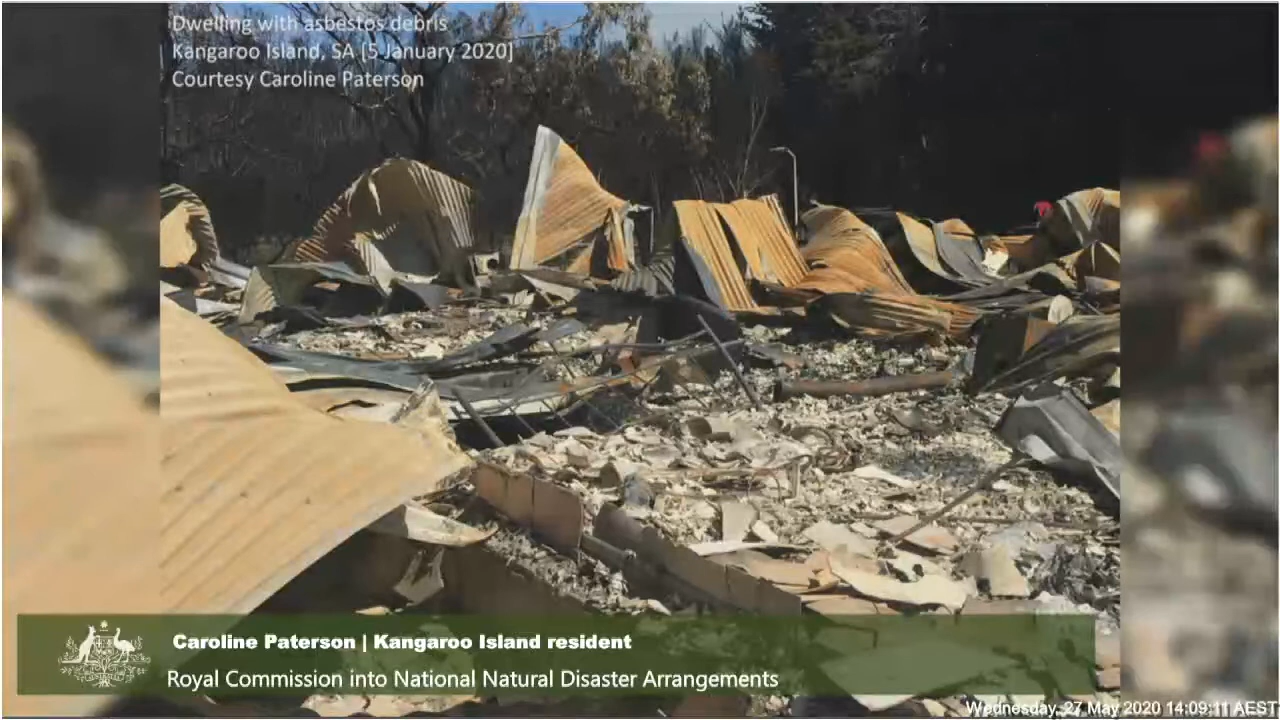 Dwelling with asbestos debris
Kangaroo Island, SA [5 January 2020]
Courtesy Caroline Paterson
Caroline Paterson | Kangaroo Island resident
Royal Commission into National Natural Disaster Arrangements
Wednesday, 27 May 2020 14:09:11 AEST